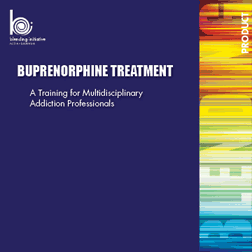 blending initiative
BUPRENORPHINE TREATMENT
A Training for Multidisciplinary
Addiction Professionals
PRODUCT